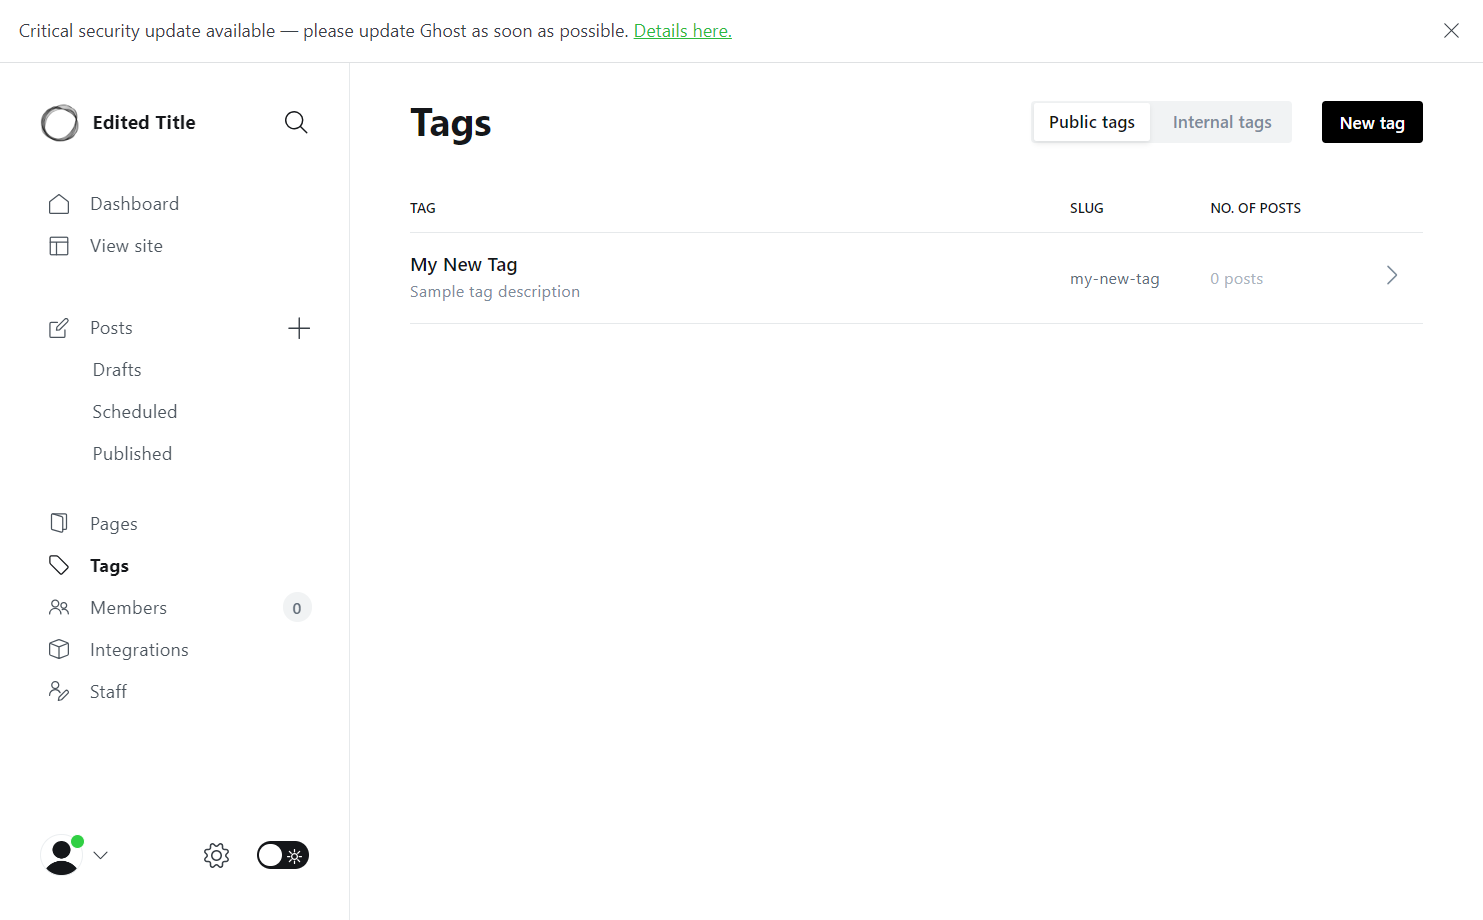 Critical security update available — please update Ghost as soon as possible. Details here.
Edited Title
Dashboard
View site
Posts
Drafts
Scheduled
Published
Pages
Tags
Members 0
Integrations
Staff
Tags
Public tags Internal tags New tag
TAG SLUG NO. OF POSTS
My New Tag
Sample tag description
my-new-tag 0 posts